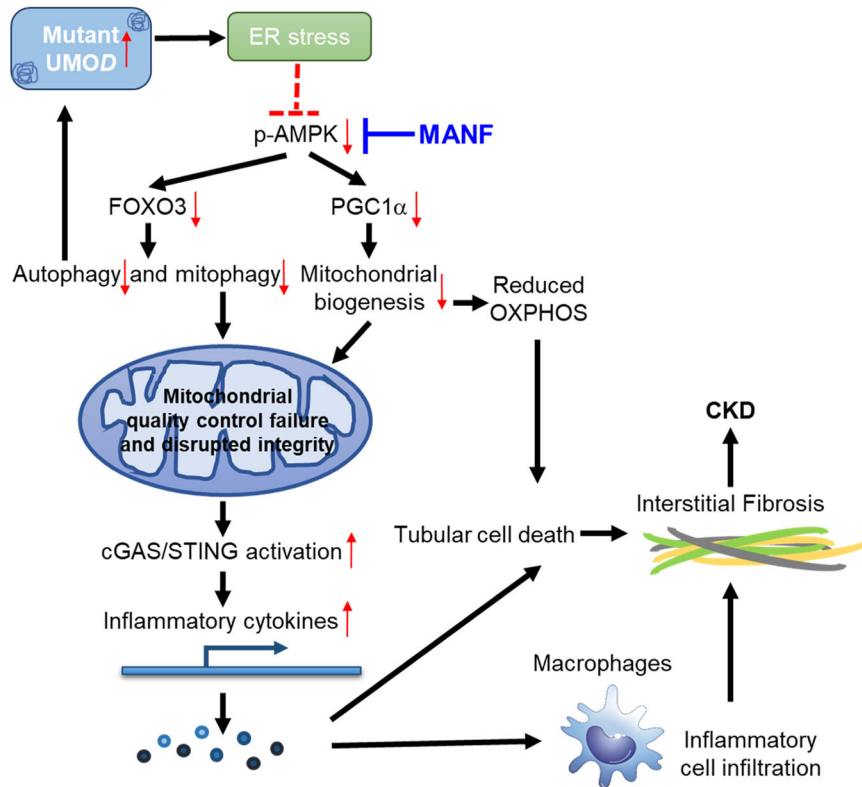 Mutant
UMOD
ER stress
p-AMPK
MANF
FOXO3
PGC1α
Autophagy and mitophagy
Mitochondrial
biogenesis
Reduced
OXPHOS
Mitochondrial
quality control failure
and disrupted integrity
CKD
Interstitial Fibrosis
Tubular cell death
cGAS/STING activation
Inflammatory cytokines
Macrophages
Inflammatory
cell infiltration